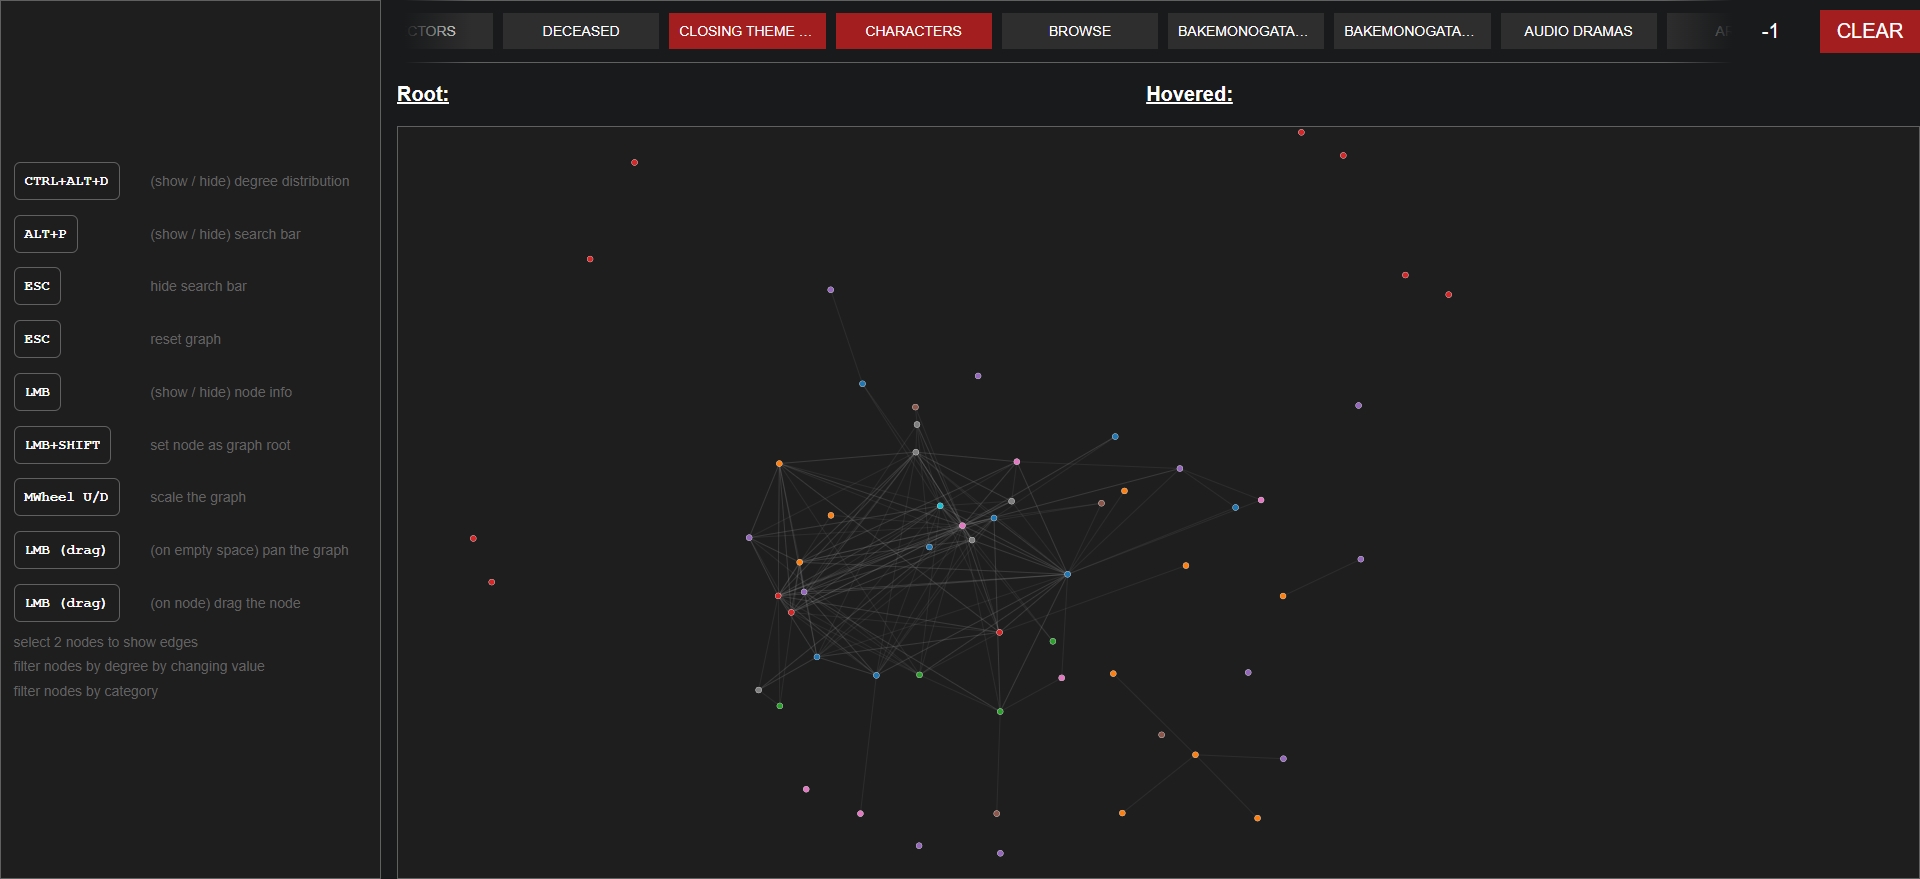 CTORS
DECEASED
CLOSING THEME ...
CHARACTERS
BROWSE
BAKEMONOGATA...
BAKEMONOGATA...
AUDIO DRAMAS
-1
CLEAR
Root:
Hovered:
CTRL+ALT+D (show / hide) degree distribution
ALT+P (show / hide) search bar
ESC hide search bar
ESC reset graph
LMB (show / hide) node info
LMB+SHIFT set node as graph root
MWheel U/D scale the graph
LMB (drag) (on empty space) pan the graph
LMB (drag) (on node) drag the node
select 2 nodes to show edges
filter nodes by degree by changing value
filter nodes by category